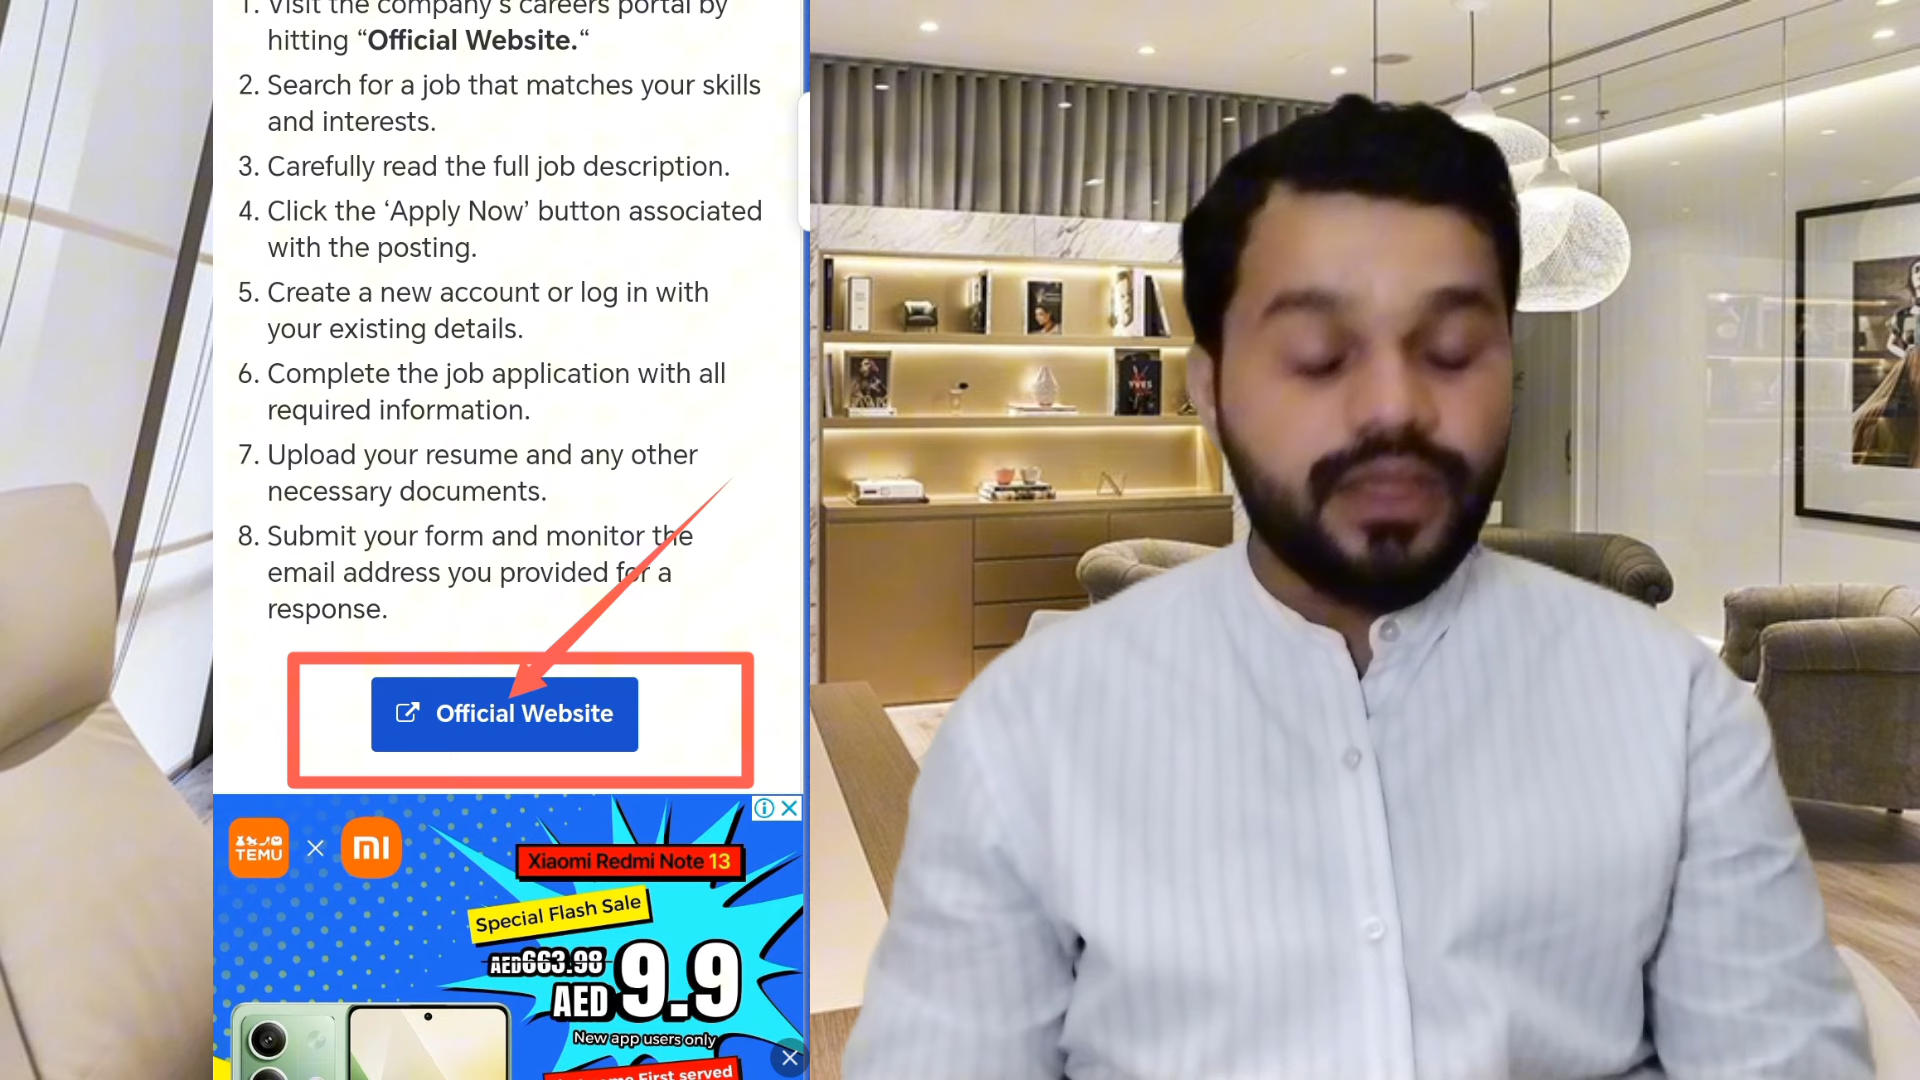 1. Visit the company's careers portal by
hitting “Official Website.“
2. Search for a job that matches your skills
and interests.
3. Carefully read the full job description.
4. Click the ‘Apply Now’ button associated
with the posting.
5. Create a new account or log in with
your existing details.
6. Complete the job application with all
required information.
7. Upload your resume and any other
necessary documents.
8. Submit your form and monitor the
email address you provided for a
response.
Official Website
TEMU
×
mi
Xiaomi Redmi Note 13
Special Flash Sale
AED663.98
AED 9.9
New app users only
First served
YVES